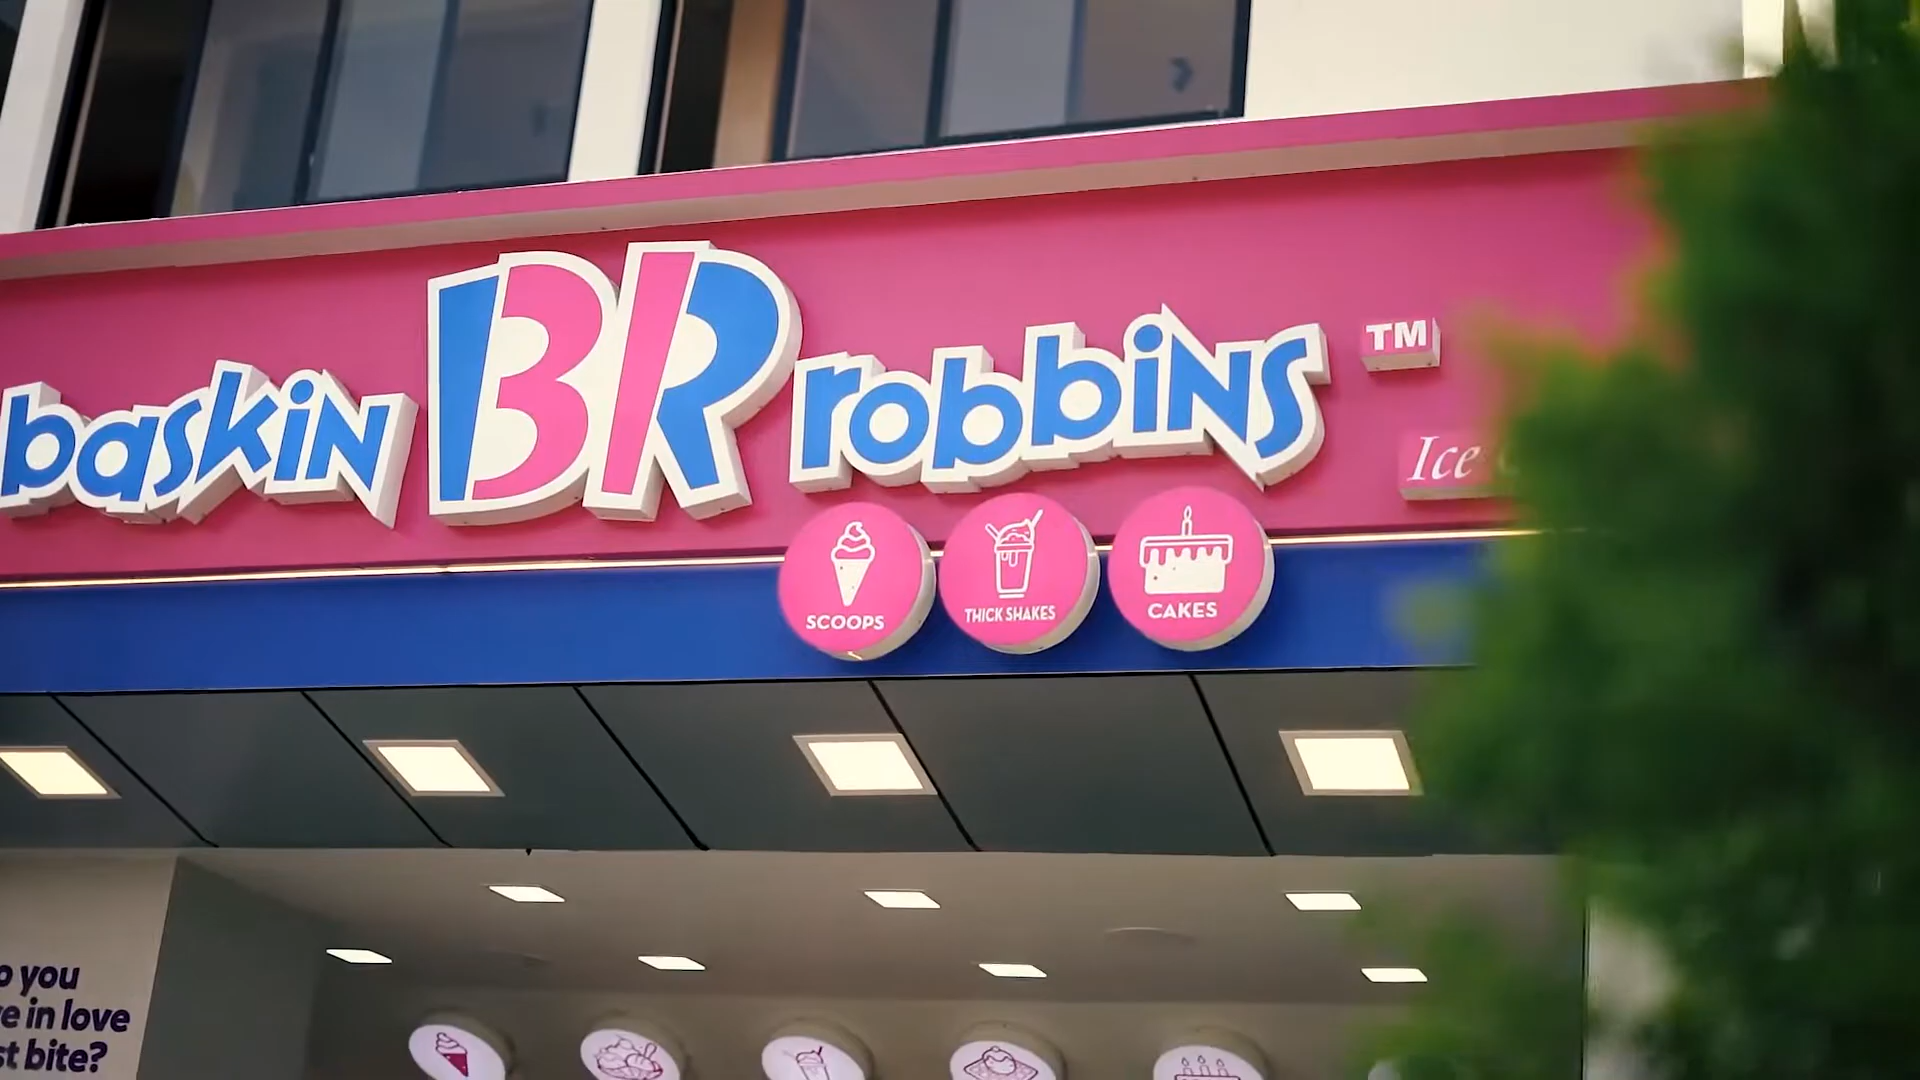 baskin BR robbins TM
Ice
SCOOPS
THICK SHAKES
CAKES
you
in love
bite?